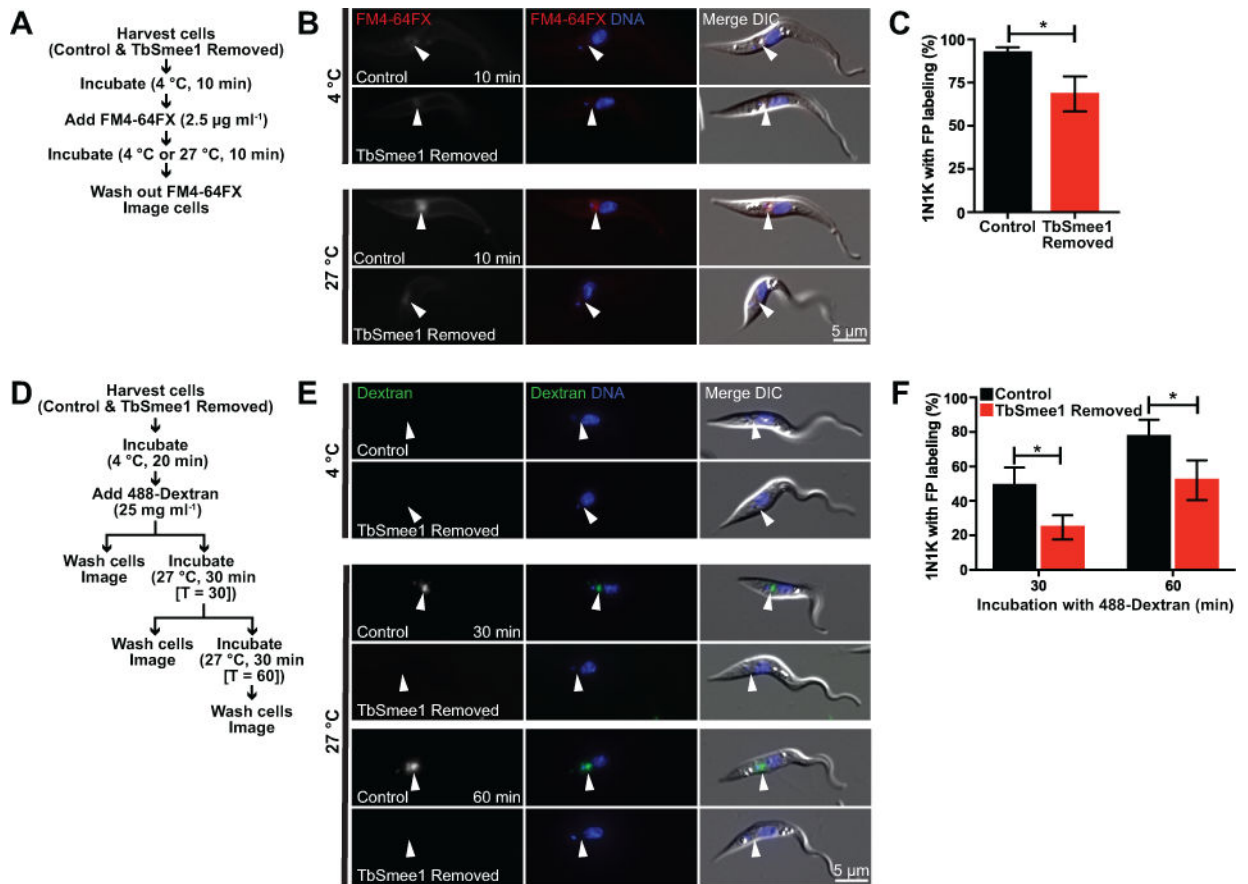 A
Harvest cells
(Control & TbSmee1 Removed)
Incubate (4 °C, 10 min)
Add FM4-64FX (2.5 µg ml-1)
Incubate (4 °C or 27 °C, 10 min)
Wash out FM4-64FX
Image cells
B
FM4-64FX
FM4-64FX DNA
Merge DIC
4 °C
Control
10 min
TbSmee1 Removed
27 °C
Control
10 min
TbSmee1 Removed
5 µm
C
1N1K with FP labeling (%)
100
75
50
25
0
*
Control
TbSmee1
Removed
D
Harvest cells
(Control & TbSmee1 Removed)
Incubate
(4 °C, 20 min)
Add 488-Dextran
(25 mg ml-1)
Wash cells
Image
Incubate
(27 °C, 30 min
[T = 30])
Wash cells
Image
Incubate
(27 °C, 30 min
[T = 60])
Wash cells
Image
E
Dextran
Dextran DNA
Merge DIC
4 °C
Control
TbSmee1 Removed
27 °C
Control
30 min
TbSmee1 Removed
Control
60 min
TbSmee1 Removed
5 µm
F
Control
TbSmee1 Removed
1N1K with FP labeling (%)
100
80
60
40
20
0
*
*
30
60
Incubation with 488-Dextran (min)